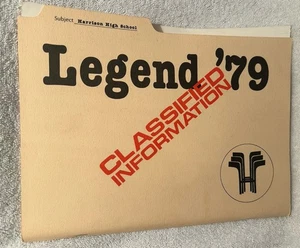 Subject Harrison High School
Legend '79
CLASSIFIED
INFORMATION